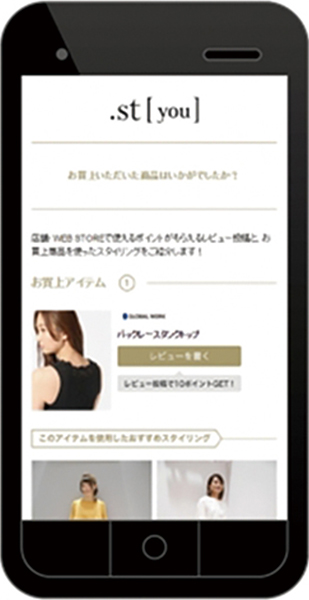 .st [ you ]
お買上いただいた商品はいかがでしたか？
店舗・WEB STOREで使えるポイントがもらえるレビュー投稿と、お
買上商品を使ったスタイリングをご紹介します！
お買上アイテム 1
GLOBAL WORK
バックレースタンクトップ
レビューを書く
レビュー投稿で10ポイントGET！
このアイテムを使用したおすすめスタイリング